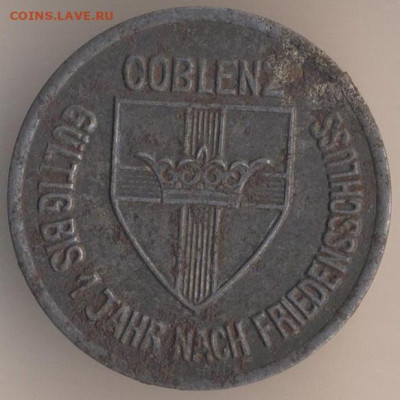 COINS.LAVE.RU
COBLENZ
GÜLTIG BIS 1 JAHR NACH FRIEDENSSCHLUSS